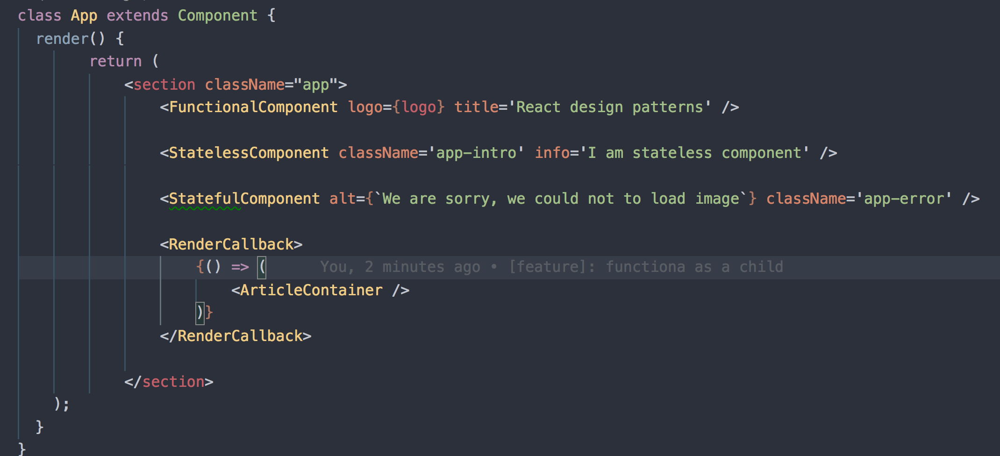 class App extends Component {
render() {
return (
<section className="app">
<FunctionalComponent logo={logo} title='React design patterns' />
<StatelessComponent className='app-intro' info='I am stateless component' />
<StatefulComponent alt={`We are sorry, we could not to load image`} className='app-error' />
<RenderCallback>
{() => ( You, 2 minutes ago • [feature]: functiona as a child
<ArticleContainer />
)}
</RenderCallback>
</section>
);
}
}